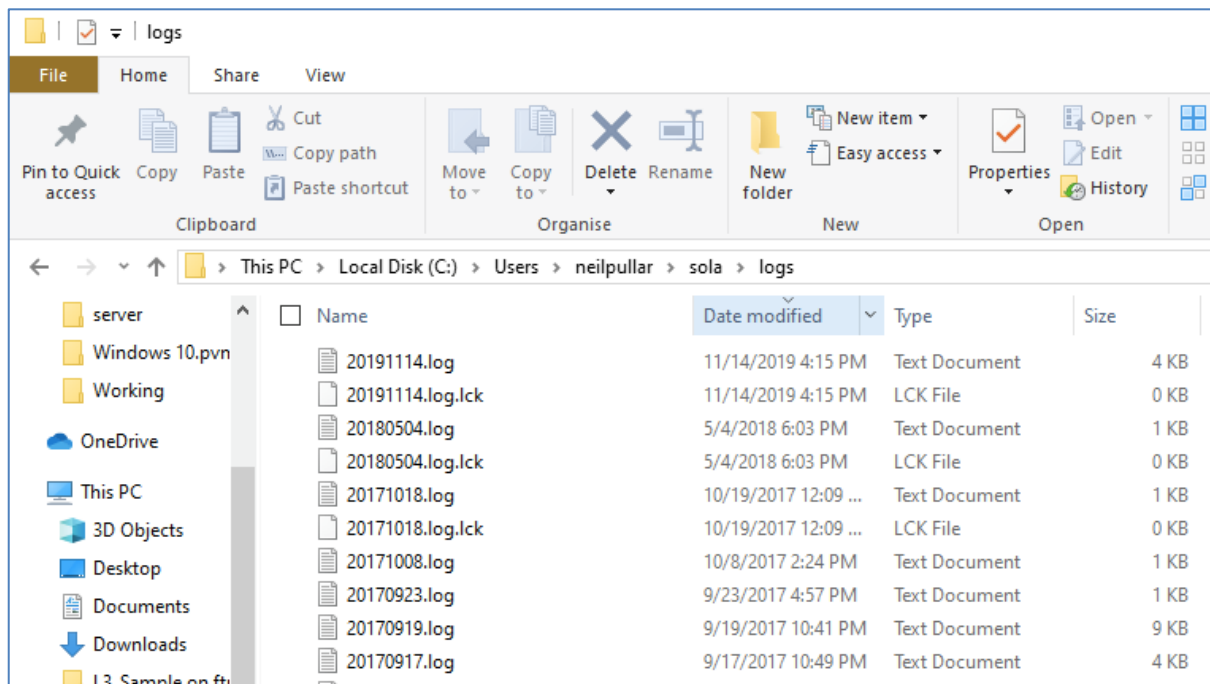 logs
File Home Share View
Pin to Quick access
Copy
Paste
Cut
W... Copy path
Paste shortcut
Move to
Copy to
Delete
Rename
New folder
New item
Easy access
Properties
Open
Edit
History
Clipboard Organise New Open
This PC > Local Disk (C:) > Users > neilpullar > sola > logs
server
Windows 10.pvm
Working
OneDrive
This PC
3D Objects
Desktop
Documents
Downloads
Name Date modified Type Size
20191114.log 11/14/2019 4:15 PM Text Document 4 KB
20191114.log.lck 11/14/2019 4:15 PM LCK File 0 KB
20180504.log 5/4/2018 6:03 PM Text Document 1 KB
20180504.log.lck 5/4/2018 6:03 PM LCK File 0 KB
20171018.log 10/19/2017 12:09 ... Text Document 1 KB
20171018.log.lck 10/19/2017 12:09 ... LCK File 0 KB
20171008.log 10/8/2017 2:24 PM Text Document 1 KB
20170923.log 9/23/2017 4:57 PM Text Document 1 KB
20170919.log 9/19/2017 10:41 PM Text Document 9 KB
20170917.log 9/17/2017 10:49 PM Text Document 4 KB